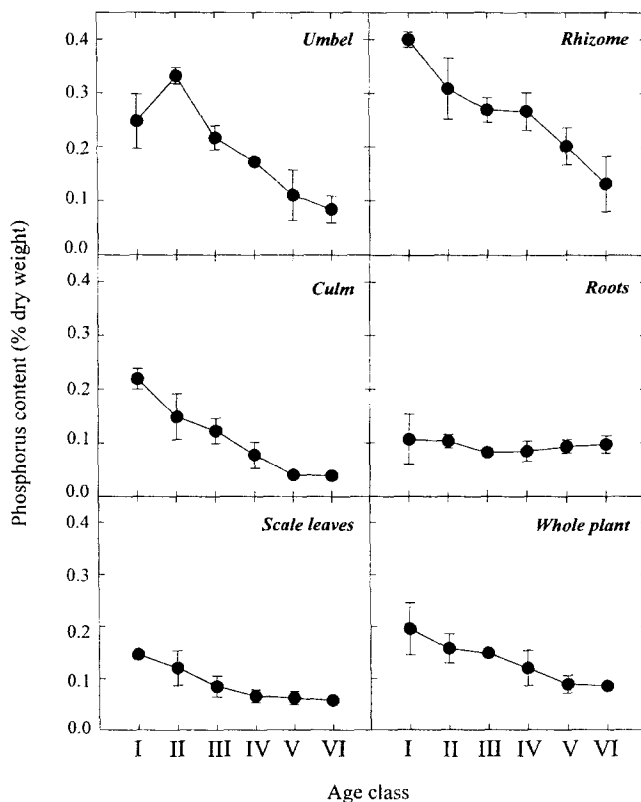 Umbel
Rhizome
0.4
0.3
0.2
0.1
0.0
Culm
Roots
0.4
0.3
0.2
0.1
0.0
Scale leaves
Whole plant
0.4
0.3
0.2
0.1
0.0
Phosphorus content (% dry weight)
I II III IV V VI
I II III IV V VI
Age class